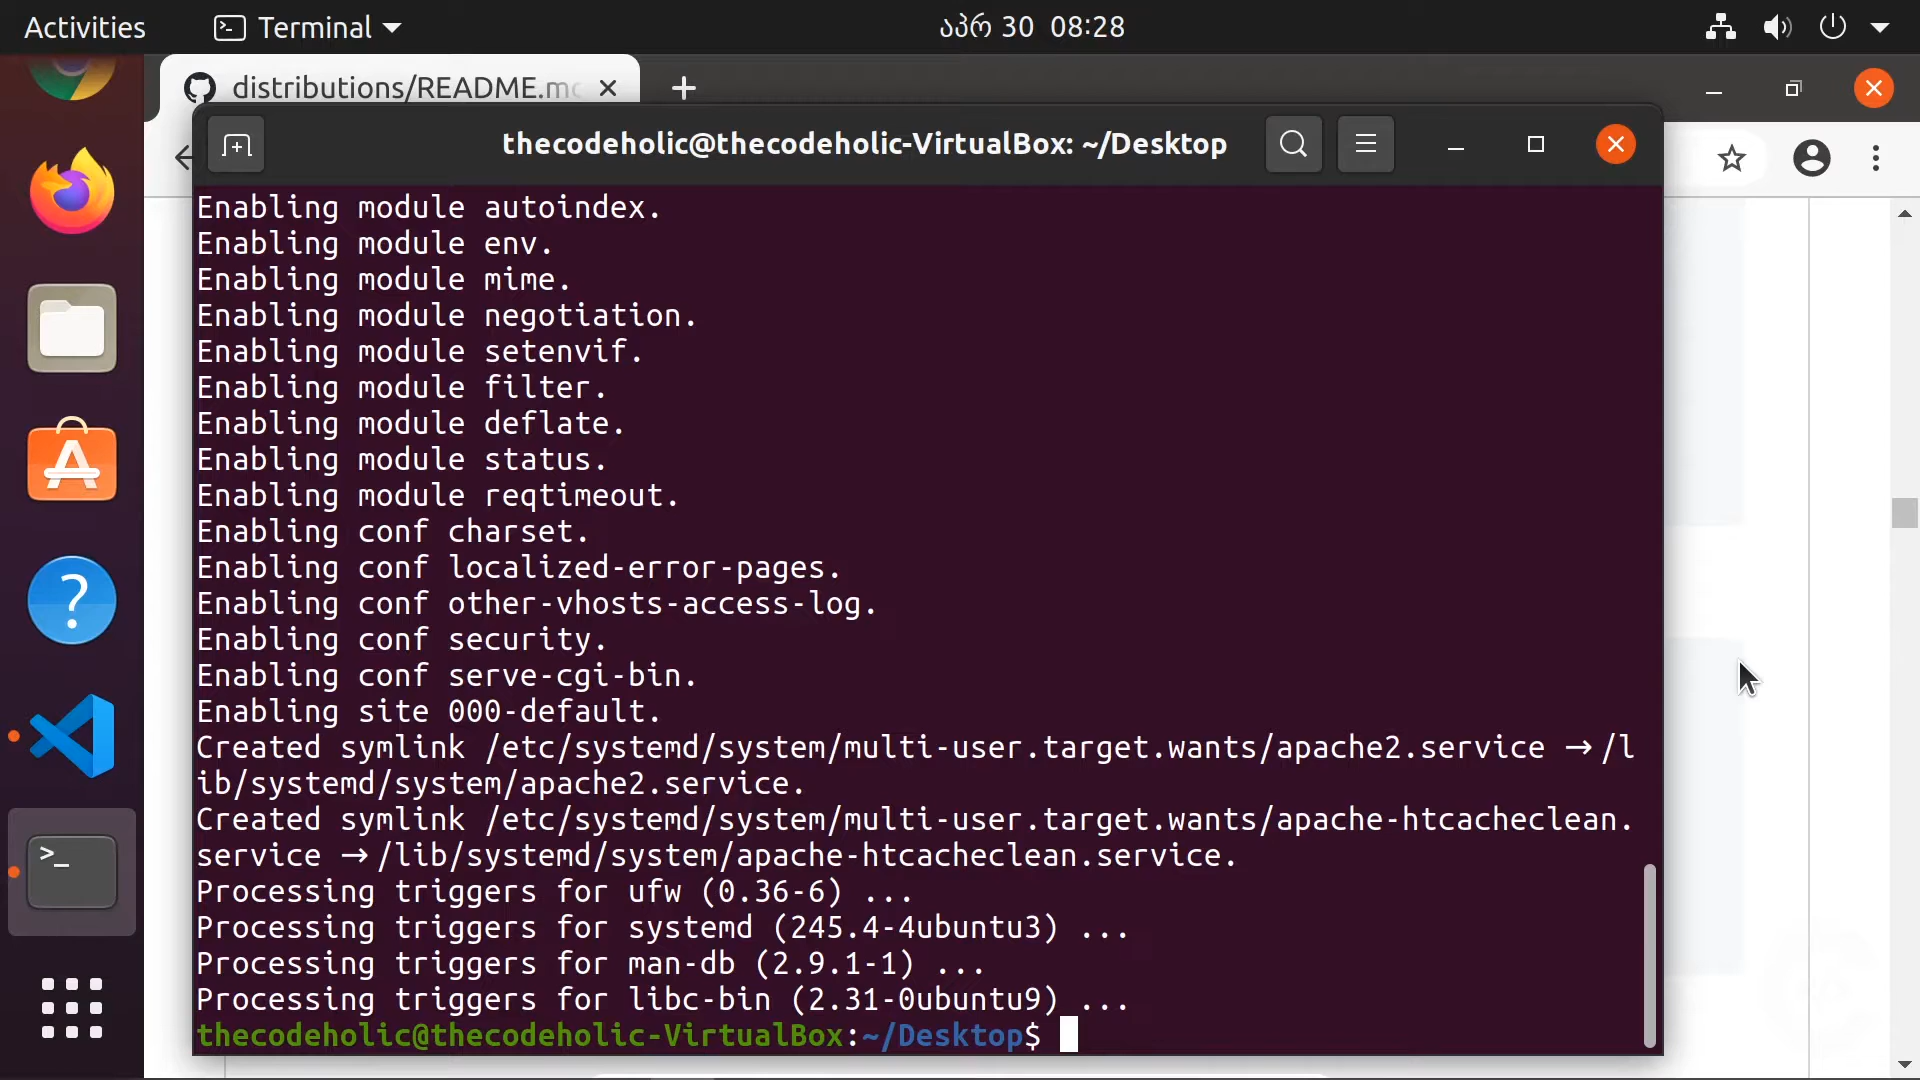 Activities
Terminal
აპრ 30 08:28
distributions/README.m
thecodeholic@thecodeholic-VirtualBox: ~/Desktop
Enabling module autoindex.
Enabling module env.
Enabling module mime.
Enabling module negotiation.
Enabling module setenvif.
Enabling module filter.
Enabling module deflate.
Enabling module status.
Enabling module reqtimeout.
Enabling conf charset.
Enabling conf localized-error-pages.
Enabling conf other-vhosts-access-log.
Enabling conf security.
Enabling conf serve-cgi-bin.
Enabling site 000-default.
Created symlink /etc/systemd/system/multi-user.target.wants/apache2.service → /l
ib/systemd/system/apache2.service.
Created symlink /etc/systemd/system/multi-user.target.wants/apache-htcacheclean.
service → /lib/systemd/system/apache-htcacheclean.service.
Processing triggers for ufw (0.36-6) ...
Processing triggers for systemd (245.4-4ubuntu3) ...
Processing triggers for man-db (2.9.1-1) ...
Processing triggers for libc-bin (2.31-0ubuntu9) ...
thecodeholic@thecodeholic-VirtualBox:~/Desktop$